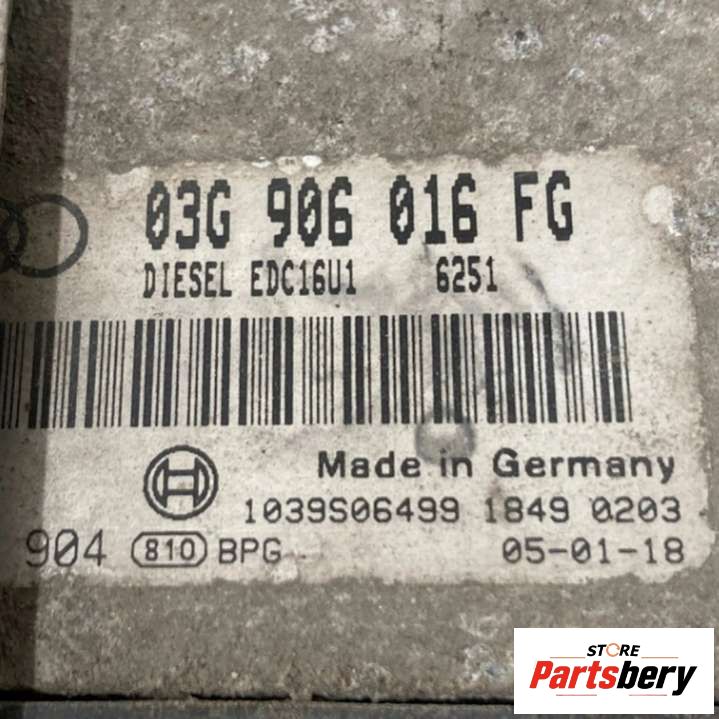 03G 906 016 FG
DIESEL EDC16U1 6251
Made in Germany
1039S06499 1849 0203
904 810 BPG 05-01-18
STORE
Partsbery